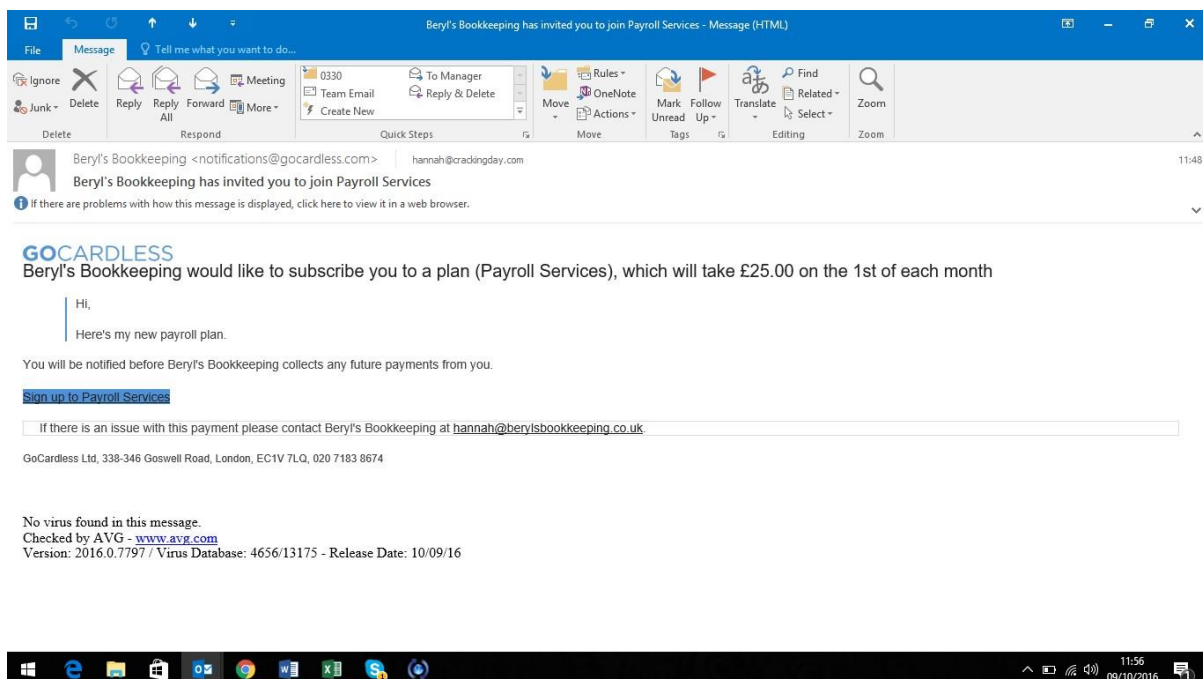 Beryl's Bookkeeping has invited you to join Payroll Services - Message (HTML)
File Message Tell me what you want to do...
Ignore
Junk
Delete
Reply
Reply All
Forward
Meeting
More
0330
Team Email
Create New
To Manager
Reply & Delete
Move
Rules
OneNote
Actions
Mark Unread
Follow Up
Translate
Find
Related
Select
Zoom
Delete Respond Quick Steps Move Tags Editing Zoom
Beryl's Bookkeeping <notifications@gocardless.com> hannah@crackingday.com 11:48
Beryl's Bookkeeping has invited you to join Payroll Services
If there are problems with how this message is displayed, click here to view it in a web browser.
GOCARDLESS
Beryl's Bookkeeping would like to subscribe you to a plan (Payroll Services), which will take £25.00 on the 1st of each month
Hi,
Here's my new payroll plan.
You will be notified before Beryl's Bookkeeping collects any future payments from you.
Sign up to Payroll Services
If there is an issue with this payment please contact Beryl's Bookkeeping at hannah@berylsbookkeeping.co.uk.
GoCardless Ltd, 338-346 Goswell Road, London, EC1V 7LQ, 020 7183 8674
No virus found in this message.
Checked by AVG - www.avg.com
Version: 2016.0.7797 / Virus Database: 4656/13175 - Release Date: 10/09/16
11:56
09/10/2016